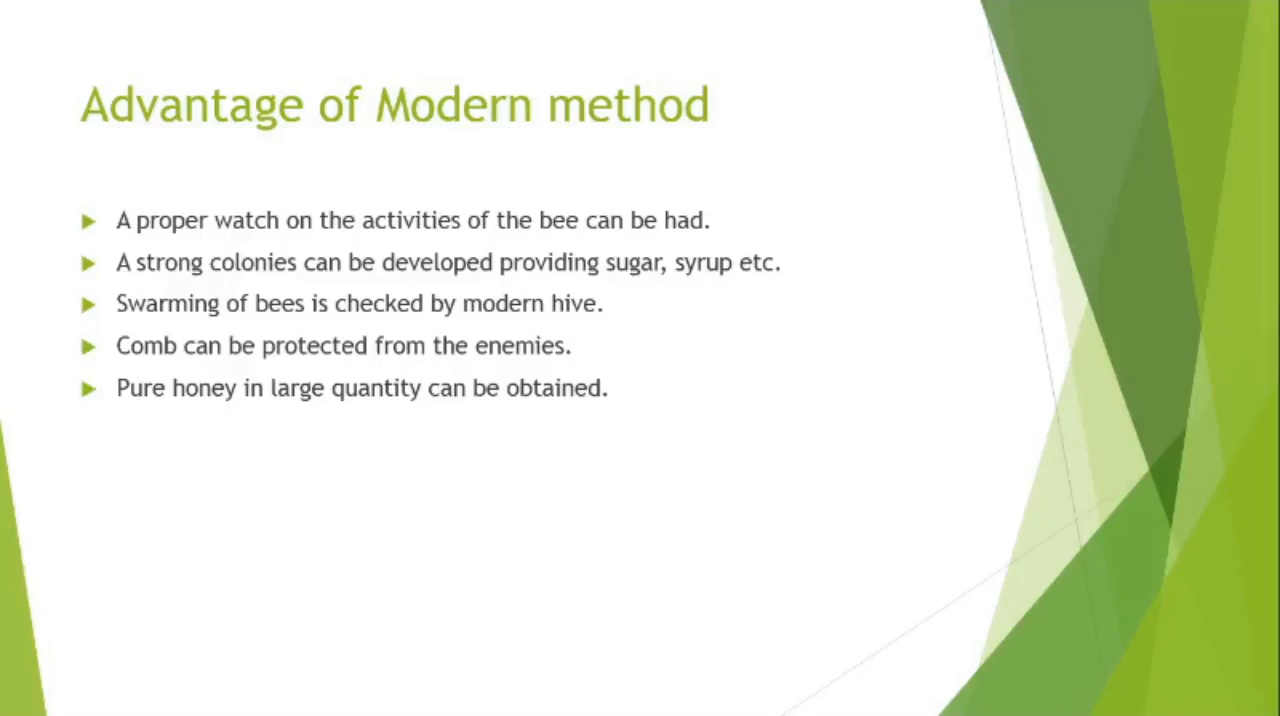 Advantage of Modern method
A proper watch on the activities of the bee can be had.
A strong colonies can be developed providing sugar, syrup etc.
Swarming of bees is checked by modern hive.
Comb can be protected from the enemies.
Pure honey in large quantity can be obtained.